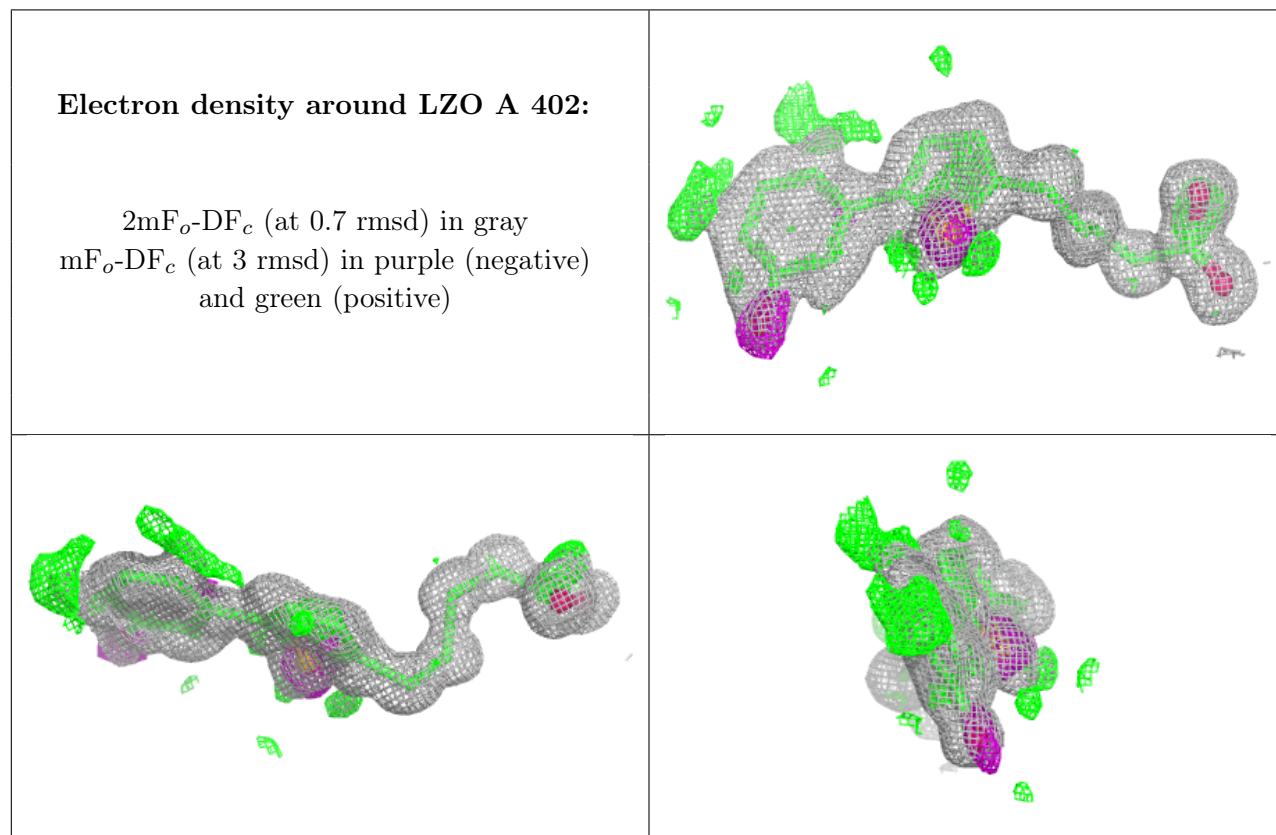 Electron density around LZO A 402:
2mFₒ-DF𝒸 (at 0.7 rmsd) in gray
mFₒ-DF𝒸 (at 3 rmsd) in purple (negative)
and green (positive)